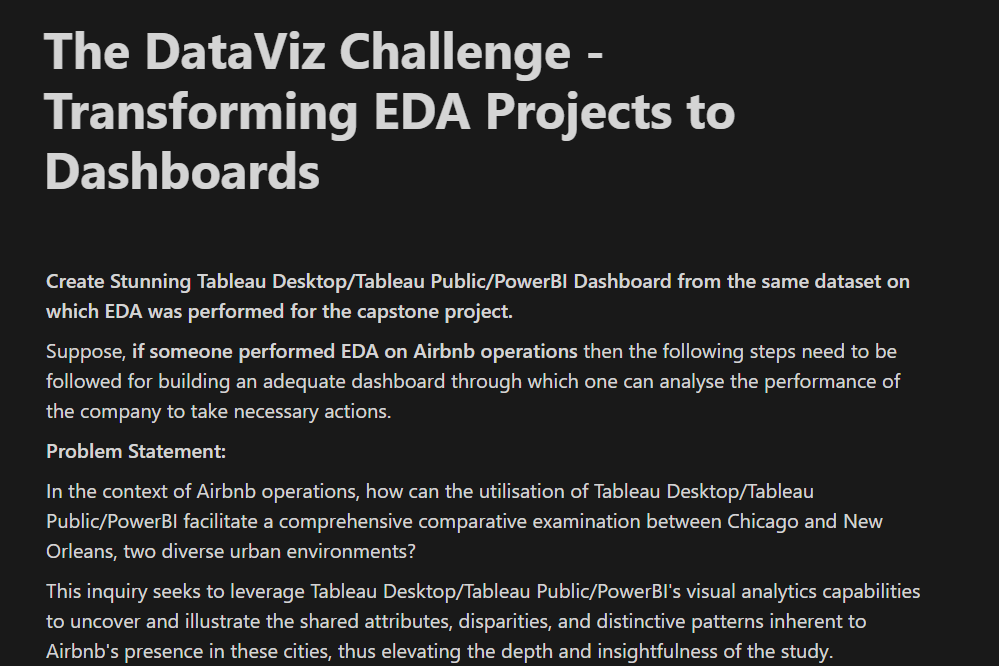 The DataViz Challenge -
Transforming EDA Projects to
Dashboards
Create Stunning Tableau Desktop/Tableau Public/PowerBI Dashboard from the same dataset on
which EDA was performed for the capstone project.
Suppose, if someone performed EDA on Airbnb operations then the following steps need to be
followed for building an adequate dashboard through which one can analyse the performance of
the company to take necessary actions.
Problem Statement:
In the context of Airbnb operations, how can the utilisation of Tableau Desktop/Tableau
Public/PowerBI facilitate a comprehensive comparative examination between Chicago and New
Orleans, two diverse urban environments?
This inquiry seeks to leverage Tableau Desktop/Tableau Public/PowerBI's visual analytics capabilities
to uncover and illustrate the shared attributes, disparities, and distinctive patterns inherent to
Airbnb's presence in these cities, thus elevating the depth and insightfulness of the study.